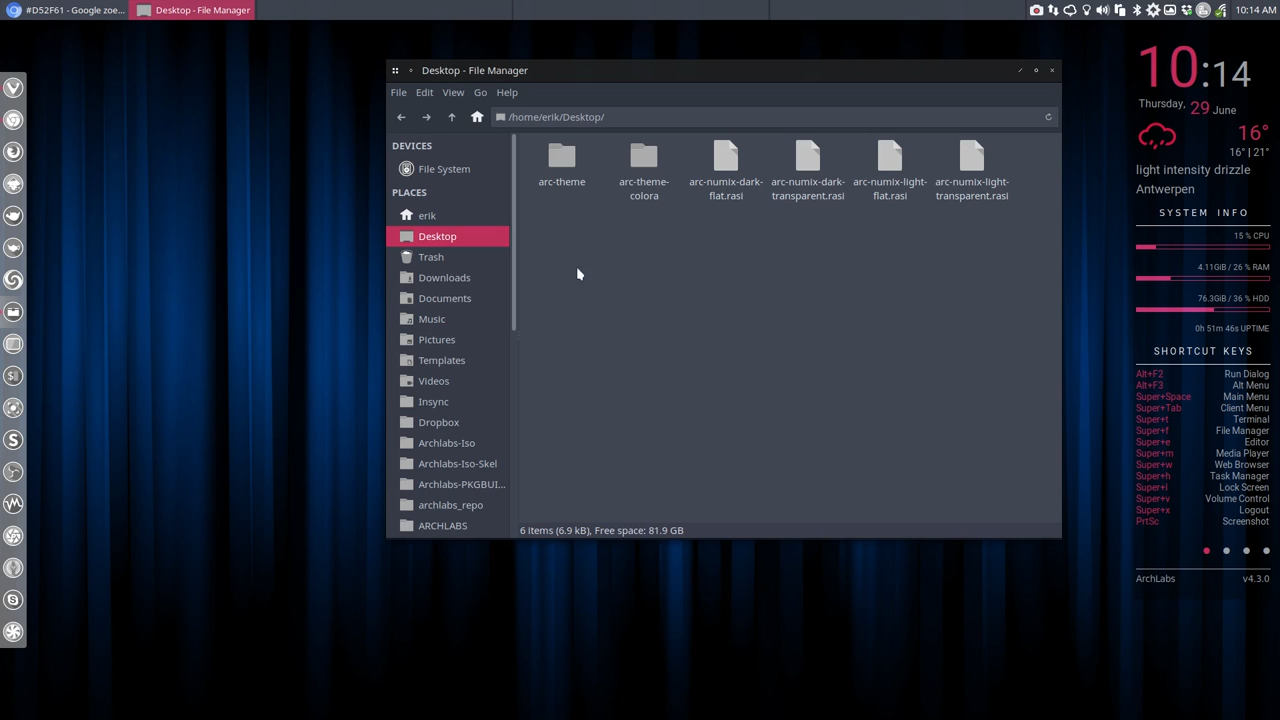 #D52F61 - Google zoe...
Desktop - File Manager
10:14 AM
Desktop - File Manager
File Edit View Go Help
/home/erik/Desktop/
DEVICES
File System
PLACES
erik
Desktop
Trash
Downloads
Documents
Music
Pictures
Templates
Videos
Insync
Dropbox
Archlabs-Iso
Archlabs-Iso-Skel
Archlabs-PKGBUI...
archlabs_repo
ARCHLABS
arc-theme
arc-theme-
colora
arc-numix-dark-
flat.rasi
arc-numix-dark-
transparent.rasi
arc-numix-light-
flat.rasi
arc-numix-light-
transparent.rasi
6 items (6.9 kB), Free space: 81.9 GB
10:14
Thursday, 29 June
16°
16° | 21°
light intensity drizzle
Antwerpen
SYSTEM INFO
15 % CPU
4.11GiB / 26 % RAM
76.3GiB / 36 % HDD
0h 51m 46s UPTIME
SHORTCUT KEYS
Alt+F2 Run Dialog
Alt+F3 Alt Menu
Super+Space Main Menu
Super+Tab Client Menu
Super+t Terminal
Super+f File Manager
Super+e Editor
Super+m Media Player
Super+w Web Browser
Super+h Task Manager
Super+l Lock Screen
Super+v Volume Control
Super+x Logout
PrtSc Screenshot
ArchLabs v4.3.0